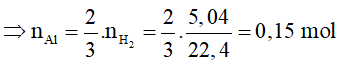 ⇒ n_Al = 2/3 . n_H₂ = 2/3 . 5,04/22,4 = 0,15 mol